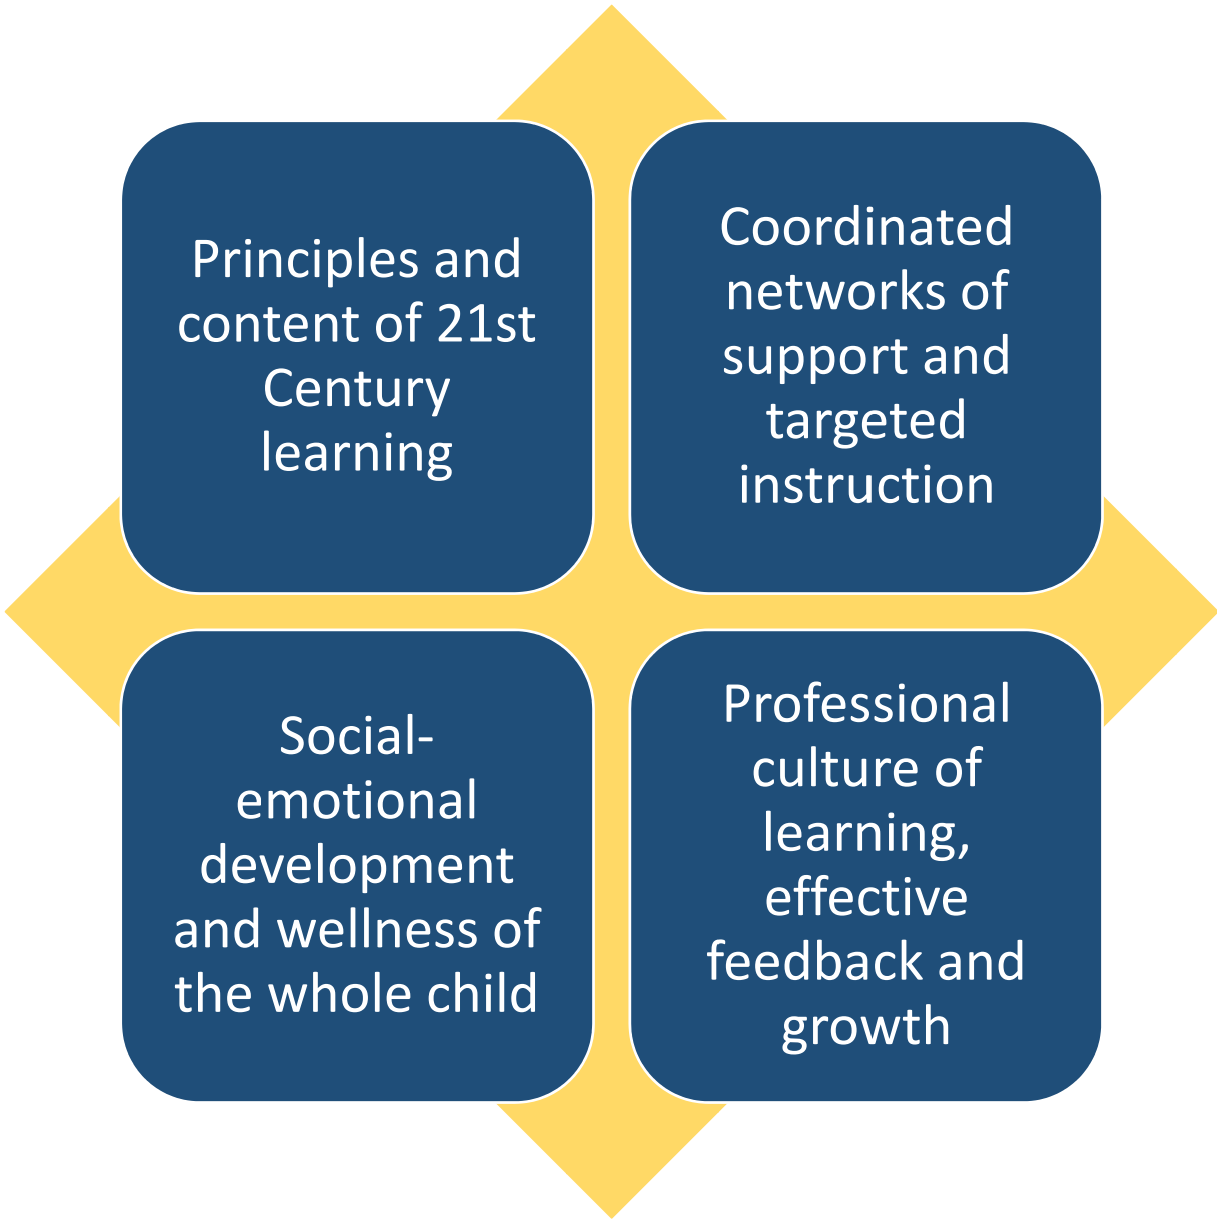 Principles and
content of 21st
Century
learning
Coordinated
networks of
support and
targeted
instruction
Social-
emotional
development
and wellness of
the whole child
Professional
culture of
learning,
effective
feedback and
growth